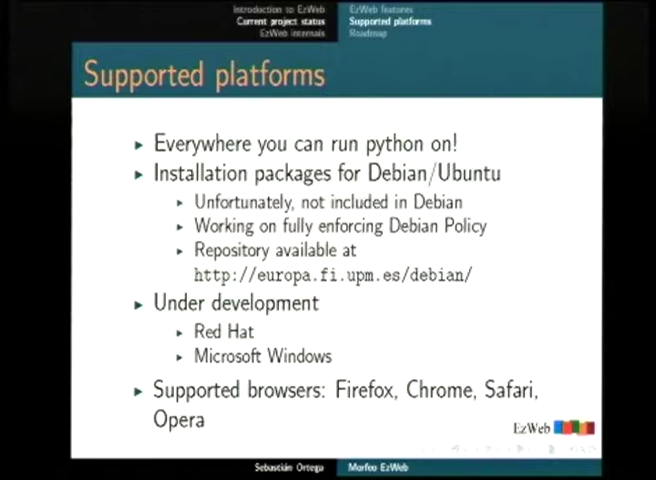 Introduction to EzWeb
Current project status
EzWeb internals
EzWeb features
Supported platforms
Roadmap
Supported platforms
Everywhere you can run python on!
Installation packages for Debian/Ubuntu
Unfortunately, not included in Debian
Working on fully enforcing Debian Policy
Repository available at
http://europa.fi.upm.es/debian/
Under development
Red Hat
Microsoft Windows
Supported browsers: Firefox, Chrome, Safari,
Opera
EzWeb
Sebastián Ortega
Morfeo EzWeb